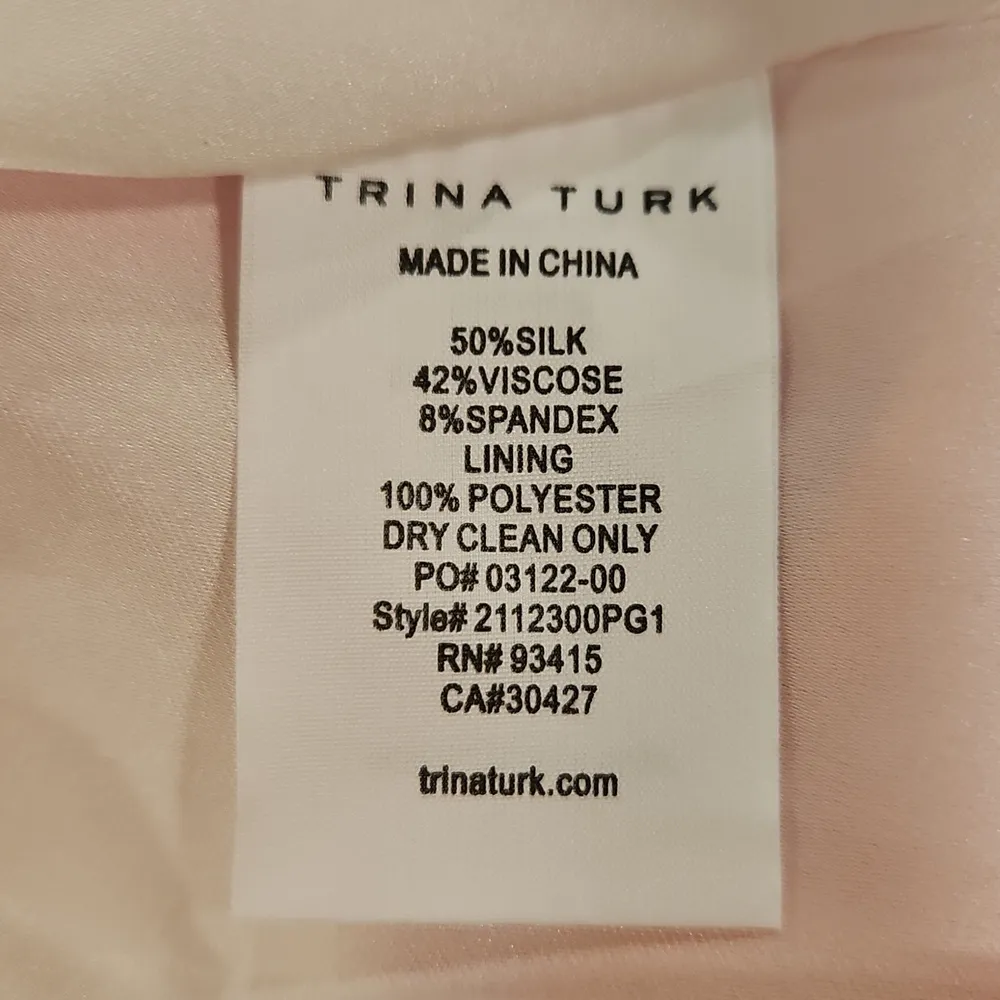 TRINA TURK
MADE IN CHINA
50%SILK
42%VISCOSE
8%SPANDEX
LINING
100% POLYESTER
DRY CLEAN ONLY
PO# 03122-00
Style# 2112300PG1
RN# 93415
CA#30427
trinaturk.com